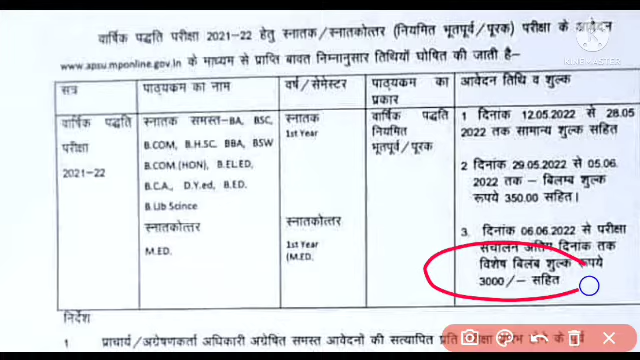 वार्षिक पद्धति परीक्षा 2021-22 हेतु स्नातक/स्नातकोत्तर (नियमित भूतपूर्व/पूरक) परीक्षा के आवेदन
www.apsu.mponline.gov.in के माध्यम से प्राप्ति बावत निम्नानुसार तिथियॉ घोषित की जाती है–
KINEMASTER
सत्र
पाठ्यकम का नाम
वर्ष/सेमेस्टर
पाठ्यकम का
प्रकार
आवेदन तिथि व शुल्क
वार्षिक पद्धति
परीक्षा
2021-22
स्नातक समस्त-BA, BSC,
B.COM, B.H.SC, BBA, BSW
B.COM.(HON), B.EL.ED,
B.C.A., D.Y.ed, B.ED.
B.Lib Scince
स्नातकोत्तर
M.ED.
स्नातक
1st Year
स्नातकोत्तर
1st Year
(M.ED.
वार्षिक पद्धति
नियमित
भूतपूर्व/पूरक
1 दिनांक 12.05.2022 से 28.05
2022 तक सामान्य शुल्क सहित
2 दिनांक 29.05.2022 से 05.06.
2022 तक – बिलम्ब शुल्क
रूपये 350.00 सहित।
3. दिनांक 06.06.2022 से परीक्षा
संचालन अंतिम दिनांक तक
विशेष बिलंब शुल्क रूपये
3000/– सहित
निर्देश
1 प्राचार्य/अग्रेषणकर्ता अधिकारी अग्रेषित समस्त आवेदनो की सत्यापित प्रति के पूर्व